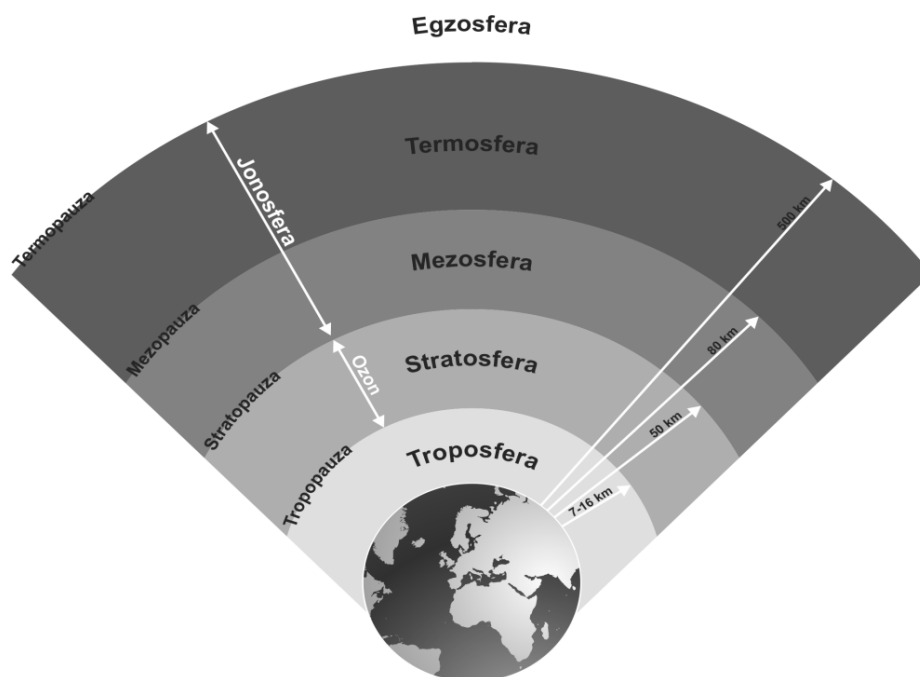 Egzosfera
Termosfera
Jonosfera
500 km
Termopauza
Mezosfera
Mezopauza
80 km
Stratosfera
Ozon
Stratopauza
50 km
Troposfera
Tropopauza
7-16 km